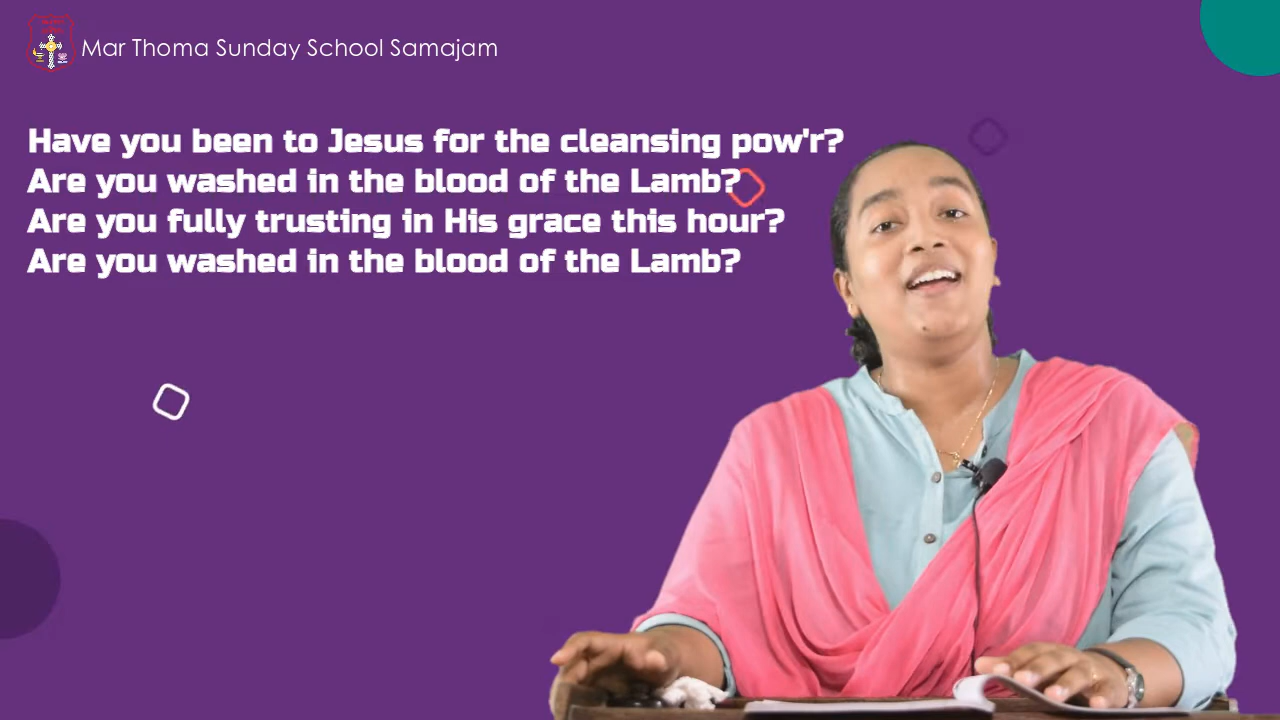 Mar Thoma Sunday School Samajam
Have you been to Jesus for the cleansing pow'r?
Are you washed in the blood of the Lamb?
Are you fully trusting in His grace this hour?
Are you washed in the blood of the Lamb?